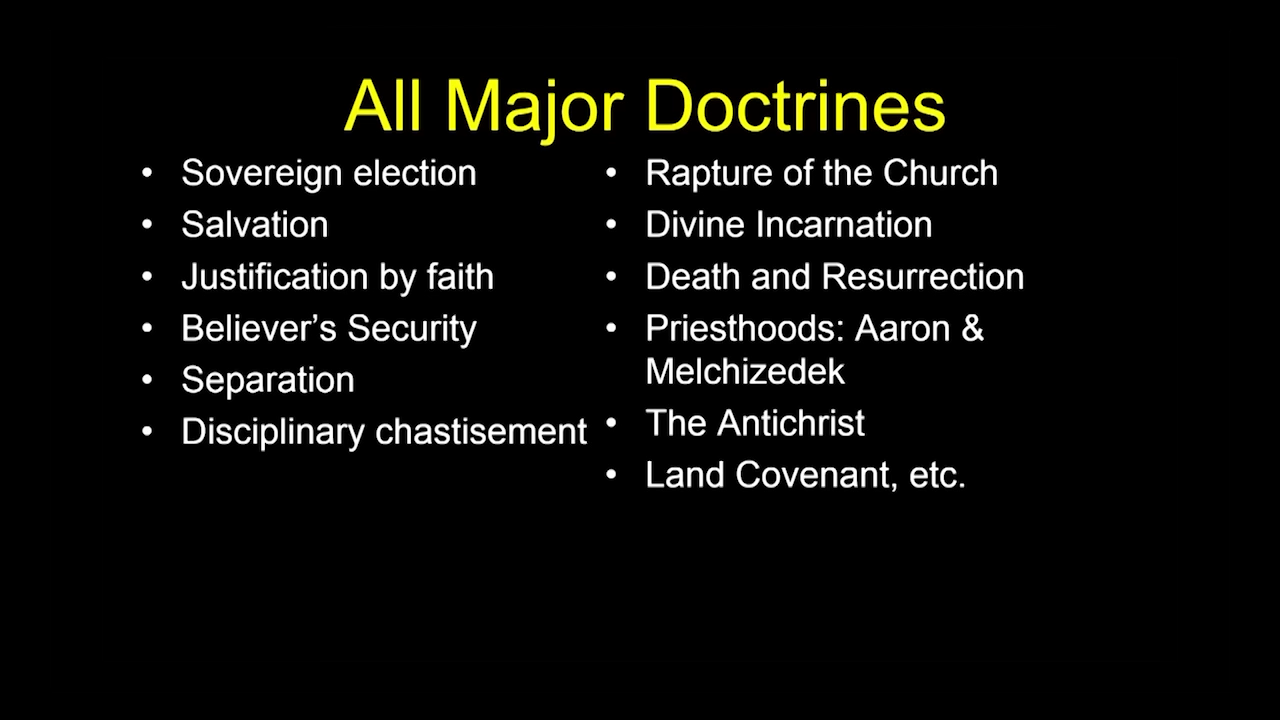 All Major Doctrines
• Sovereign election
• Salvation
• Justification by faith
• Believer’s Security
• Separation
• Disciplinary chastisement
• Rapture of the Church
• Divine Incarnation
• Death and Resurrection
• Priesthoods: Aaron &
Melchizedek
• The Antichrist
• Land Covenant, etc.